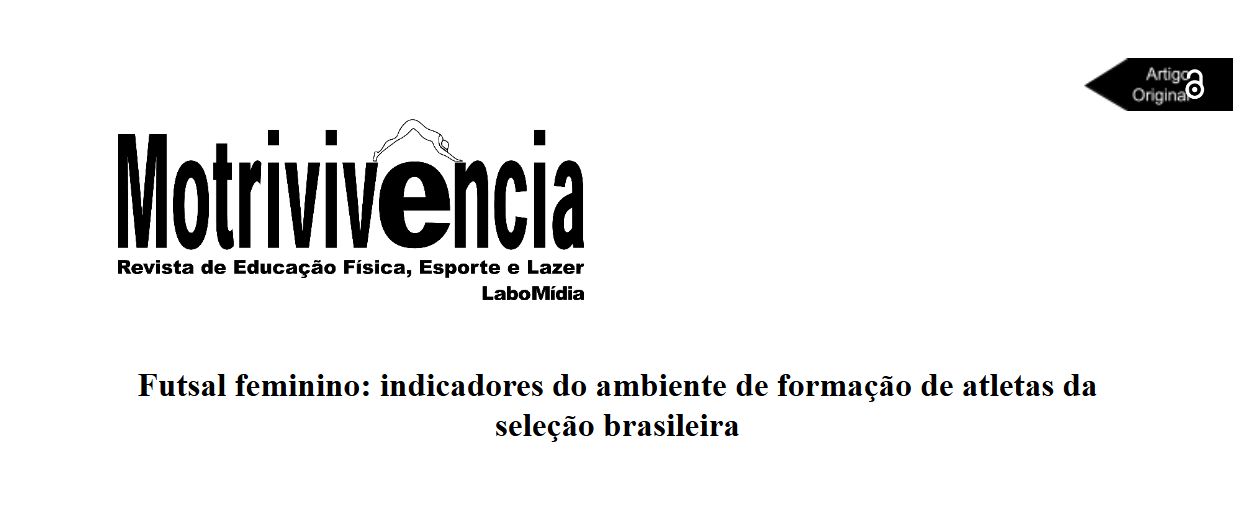 Artigo
Original
Motrivivência
Revista de Educação Física, Esporte e Lazer
LaboMídia
Futsal feminino: indicadores do ambiente de formação de atletas da
seleção brasileira